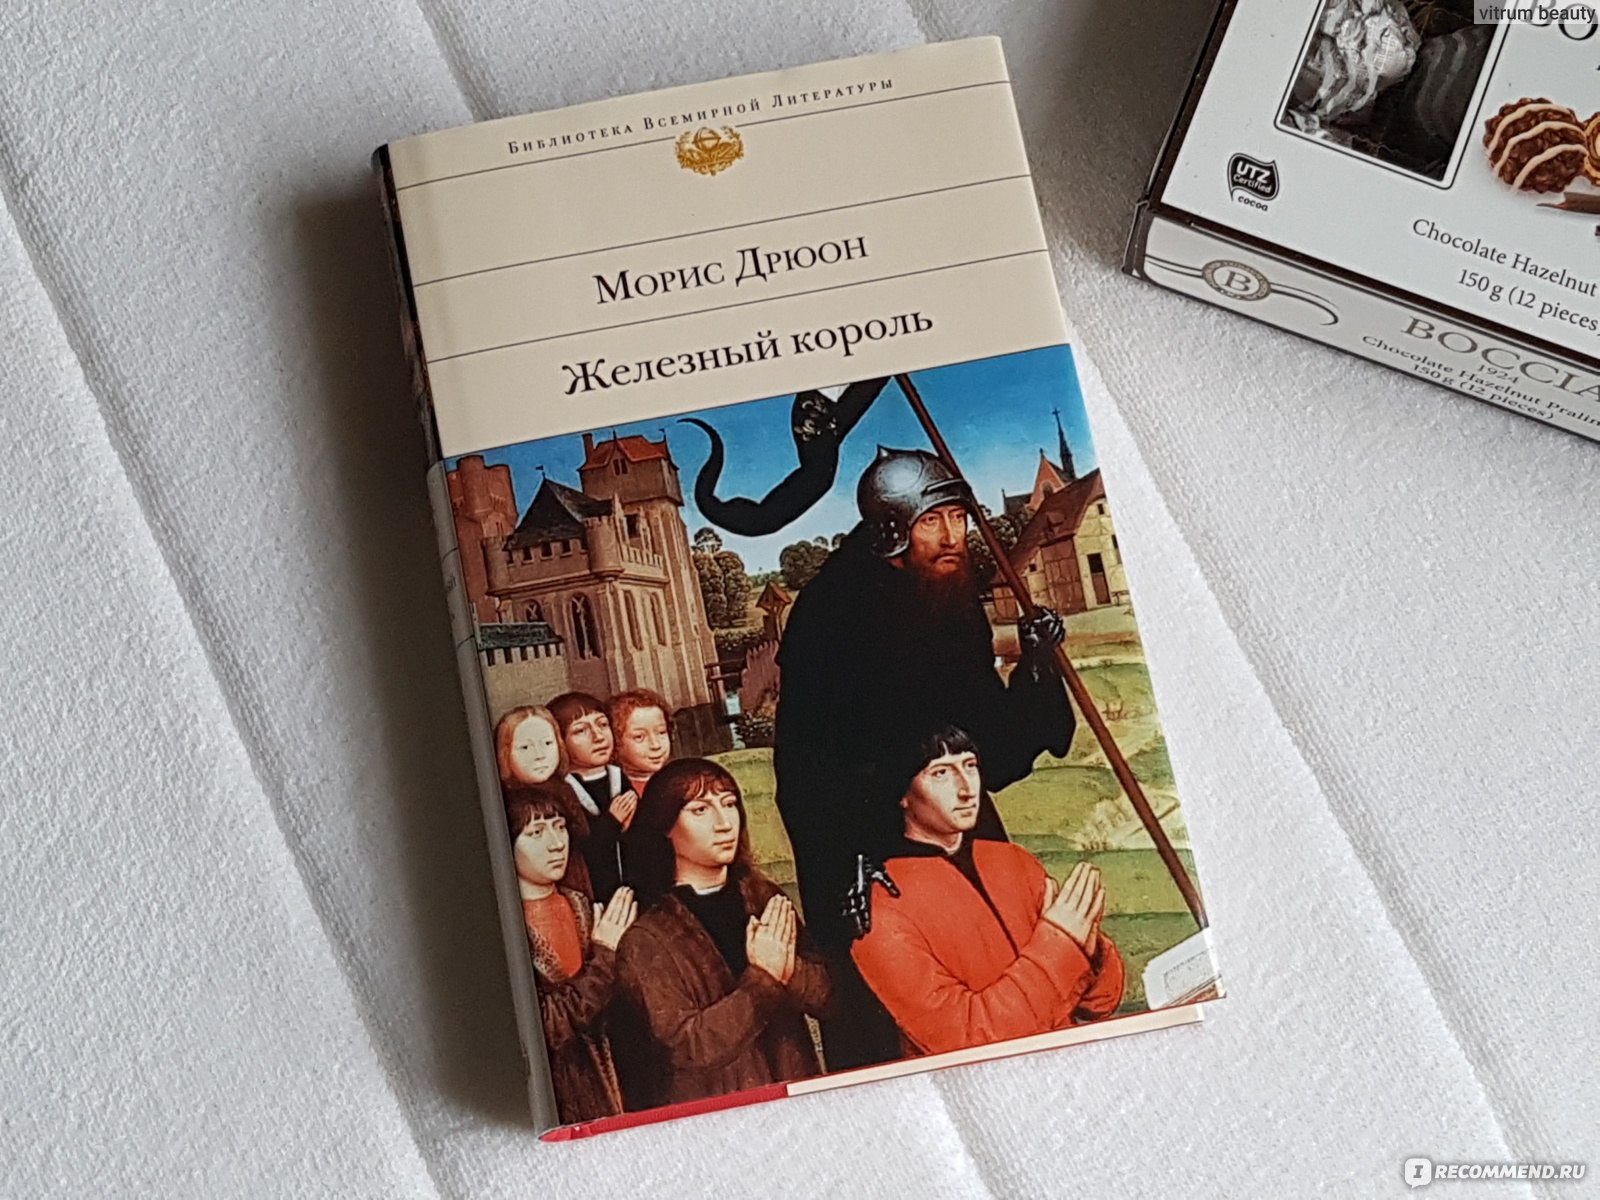 vitrum beauty
Библиотека Всемирной Литературы
Морис Дрюон
Железный король
UTZ
Certified
cocoa
Chocolate Hazelnut
150 g (12 pieces)
B
BOCCIA
1924
Chocolate Hazelnut Pralin
150 g (12 pieces)
I RECOMMEND.RU